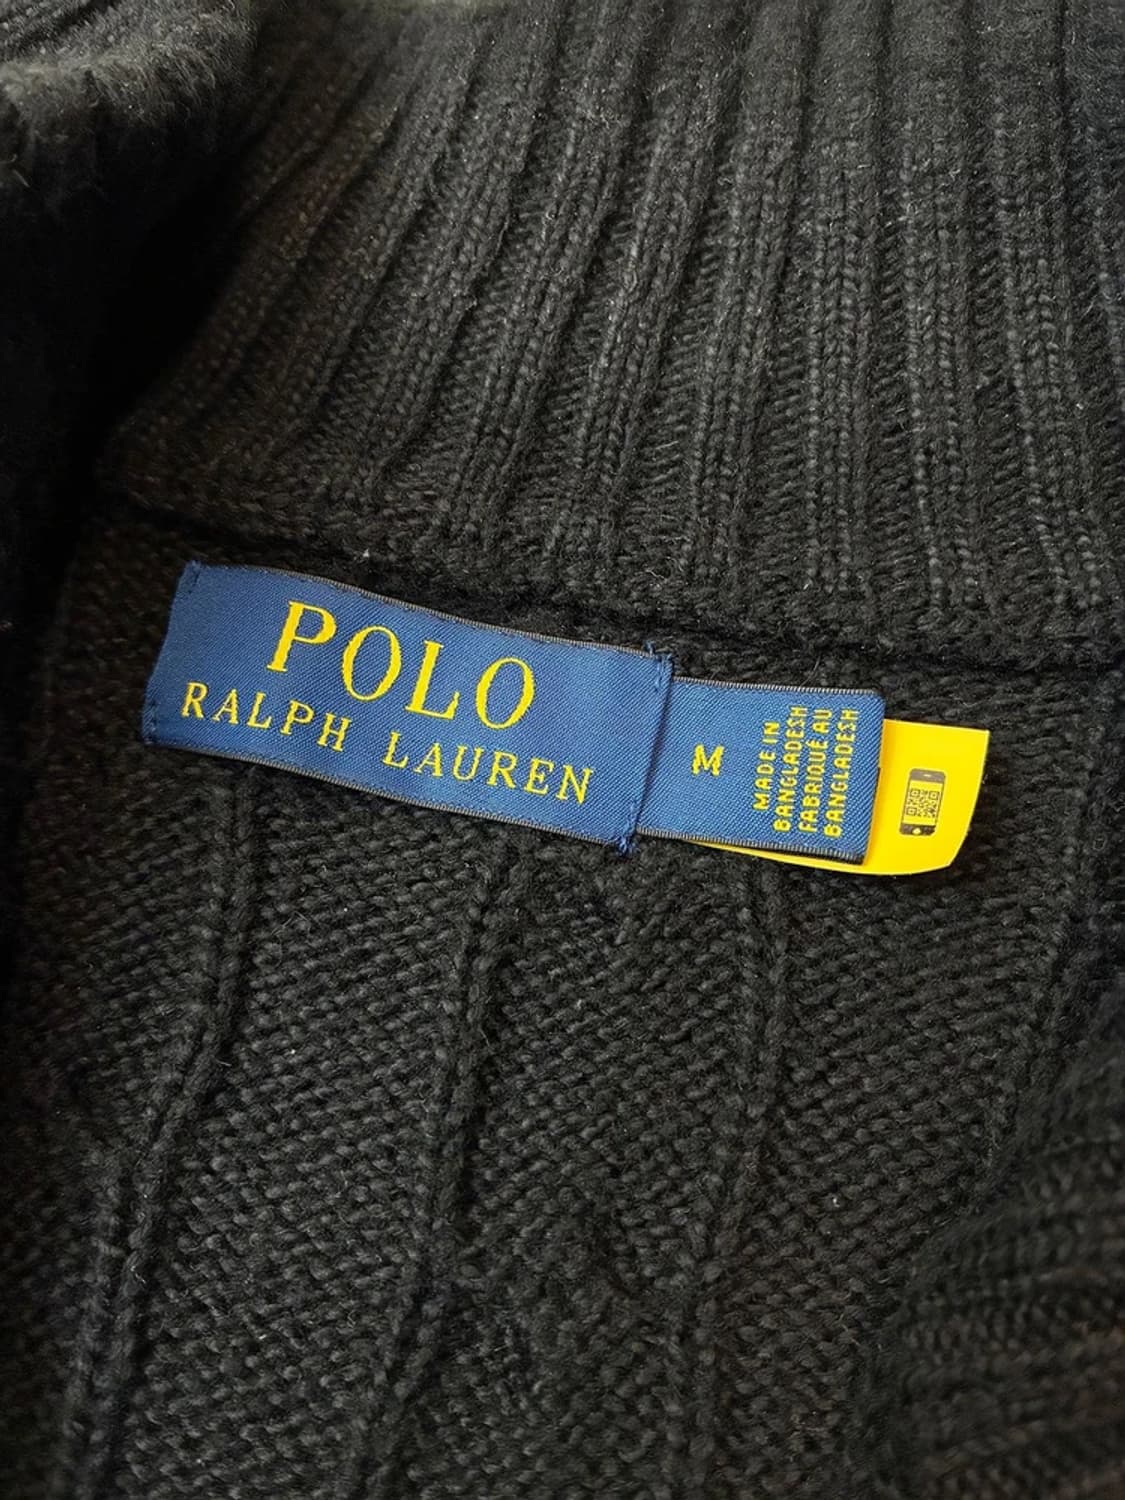 POLO
RALPH LAUREN
M
MADE IN
BANGLADESH
FABRIQUÉ AU
BANGLADESH